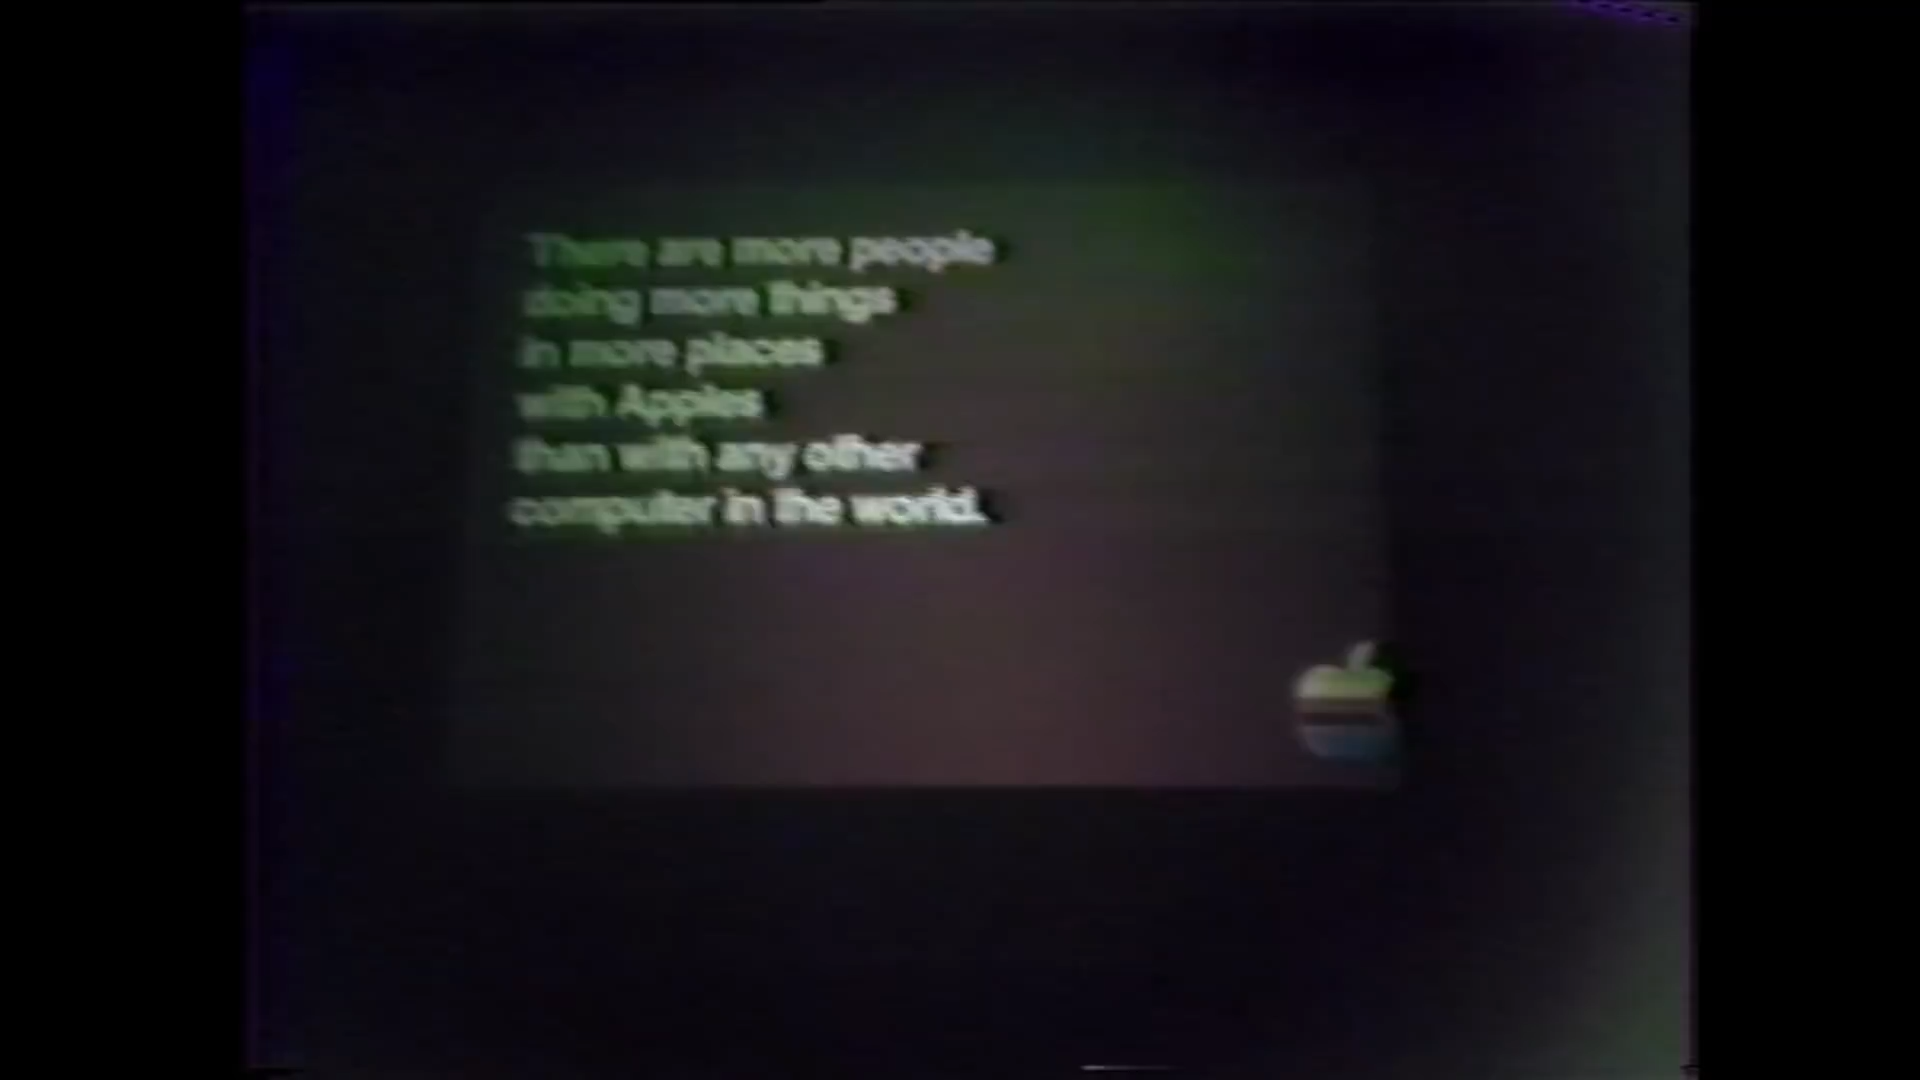 There are more people
doing more things
in more places
with Apples
than with any other
computer in the world.